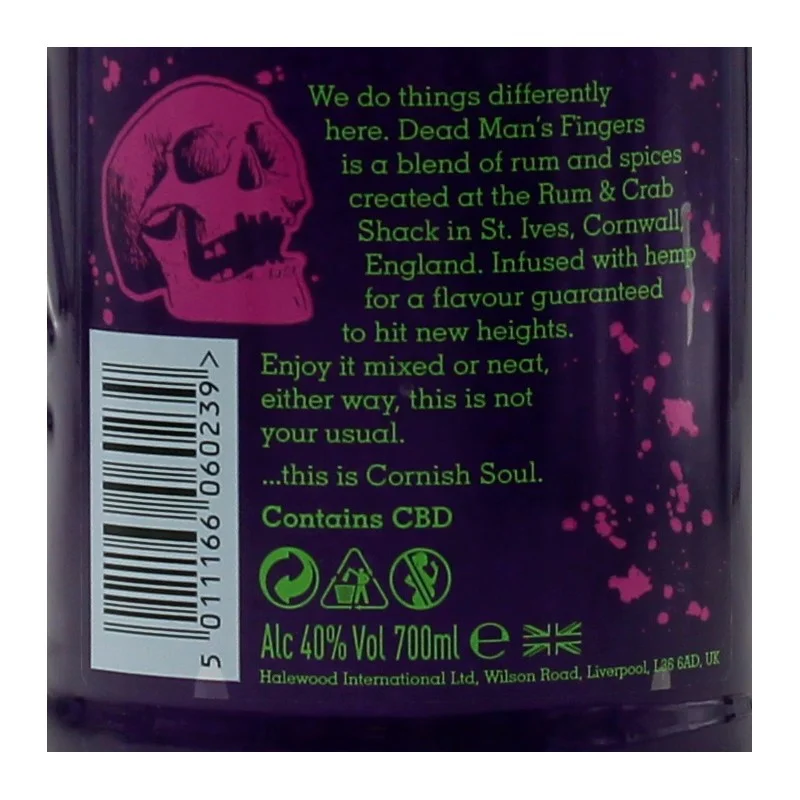 We do things differently
here. Dead Man's Fingers
is a blend of rum and spices
created at the Rum & Crab
Shack in St. Ives, Cornwall,
England. Infused with hemp
for a flavour guaranteed
to hit new heights.
Enjoy it mixed or neat,
either way, this is not
your usual.
...this is Cornish Soul.
Contains CBD
Alc 40% Vol 700ml e
Halewood International Ltd, Wilson Road, Liverpool, L36 6AD, UK
5 011166 060239 >